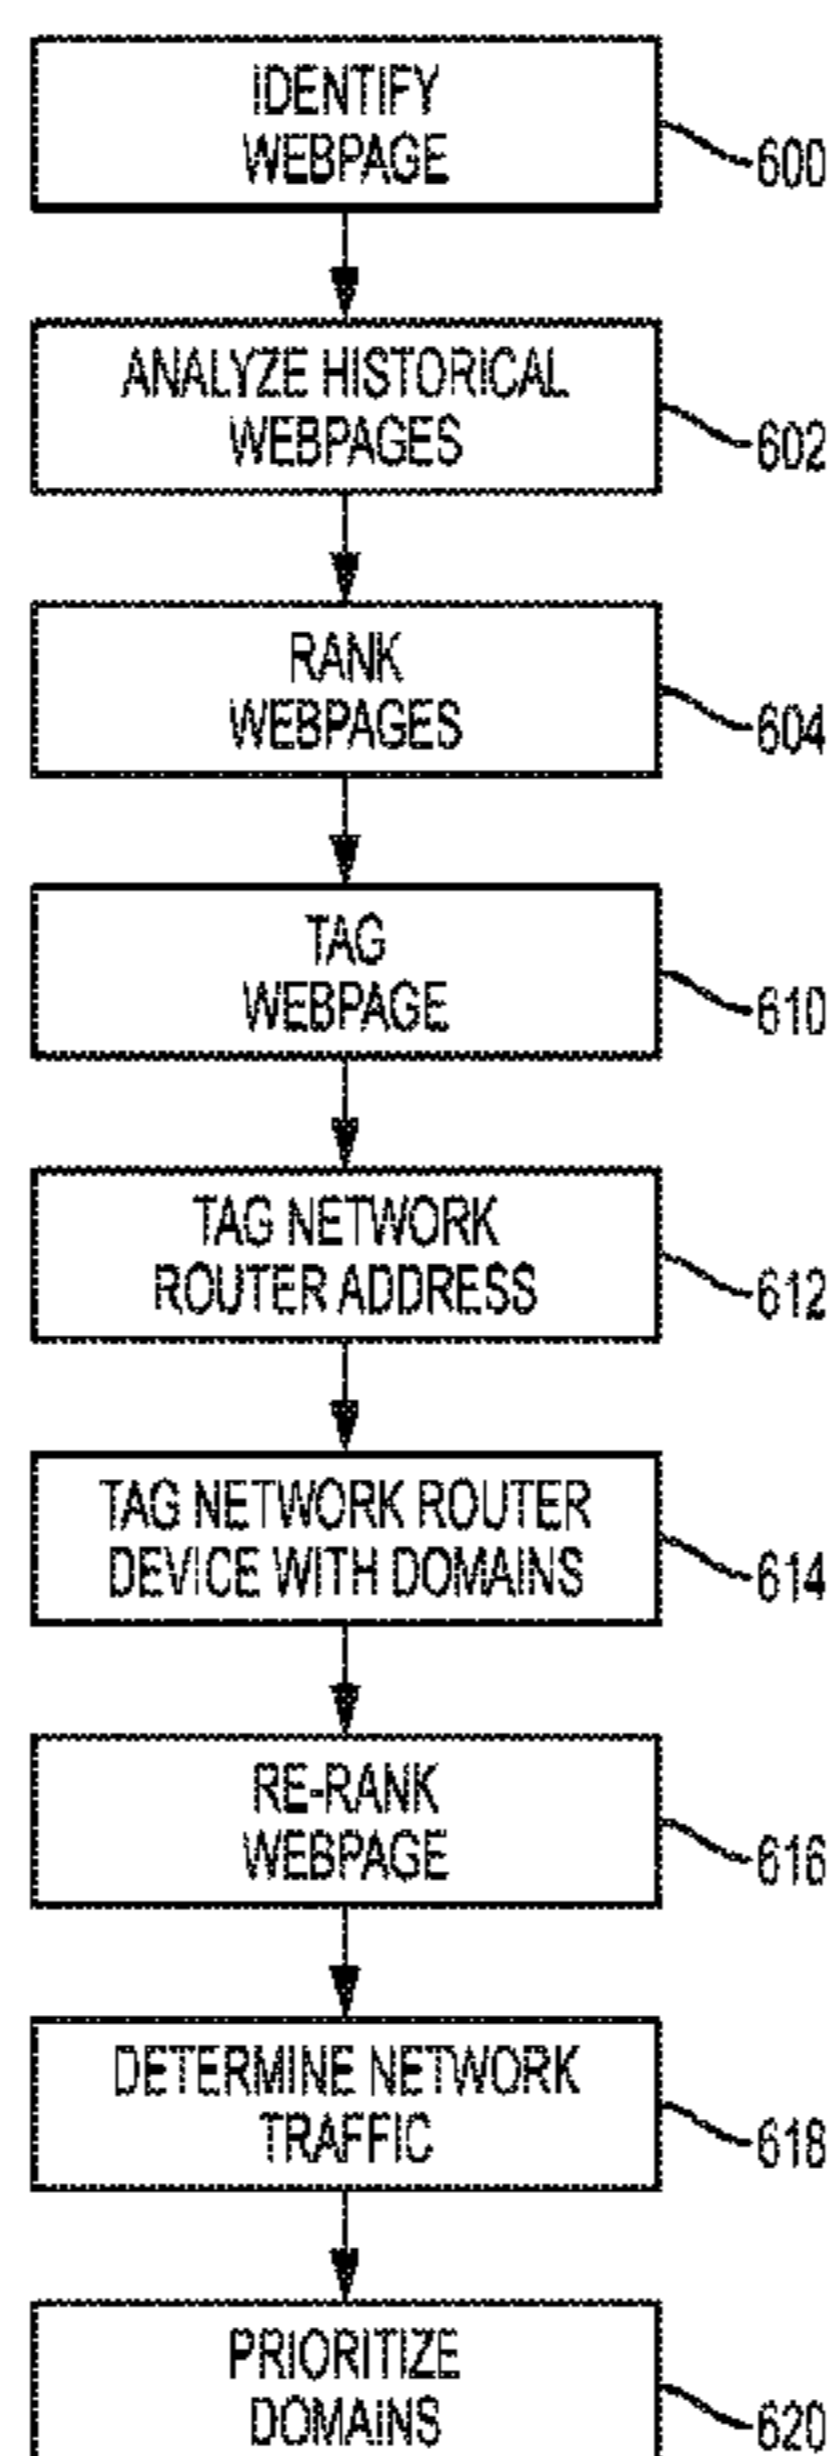 IDENTIFY
WEBPAGE
600
ANALYZE HISTORICAL
WEBPAGES
602
RANK
WEBPAGES
604
TAG
WEBPAGE
610
TAG NETWORK
ROUTER ADDRESS
612
TAG NETWORK ROUTER
DEVICE WITH DOMAINS
614
RE-RANK
WEBPAGE
616
DETERMINE NETWORK
TRAFFIC
618
PRIORITIZE
DOMAINS
620